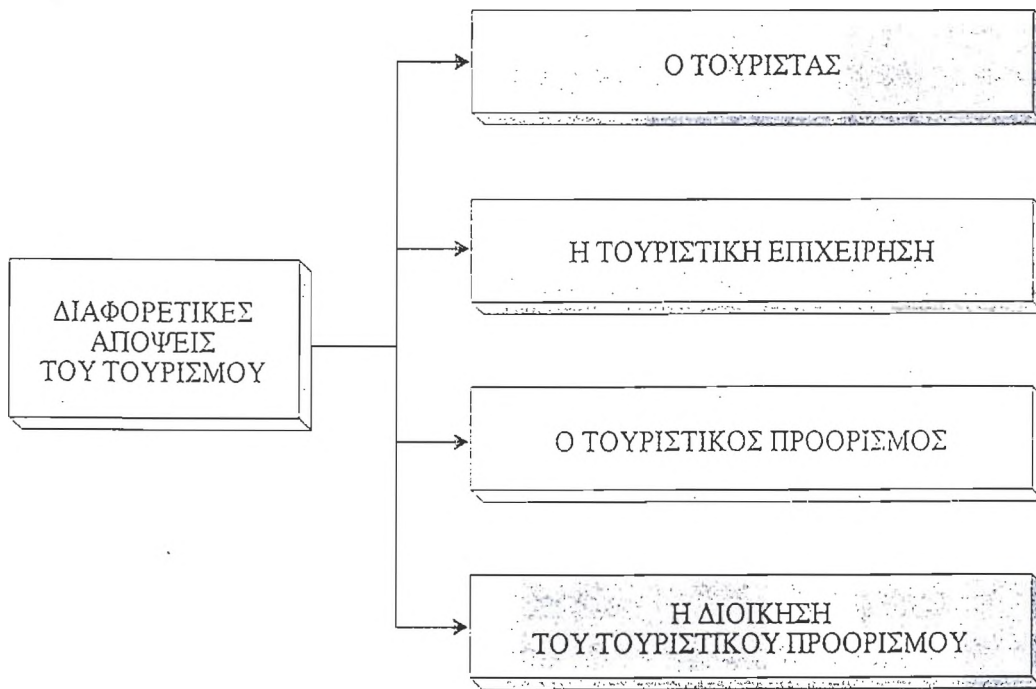 ΔΙΑΦΟΡΕΤΙΚΕΣ
ΑΠΟΨΕΙΣ
ΤΟΥ ΤΟΥΡΙΣΜΟΥ
Ο ΤΟΥΡΙΣΤΑΣ
Η ΤΟΥΡΙΣΤΙΚΗ ΕΠΙΧΕΙΡΗΣΗ
Ο ΤΟΥΡΙΣΤΙΚΟΣ ΠΡΟΟΡΙΣΜΟΣ
Η ΔΙΟΙΚΗΣΗ
ΤΟΥ ΤΟΥΡΙΣΤΙΚΟΥ ΠΡΟΟΡΙΣΜΟΥ